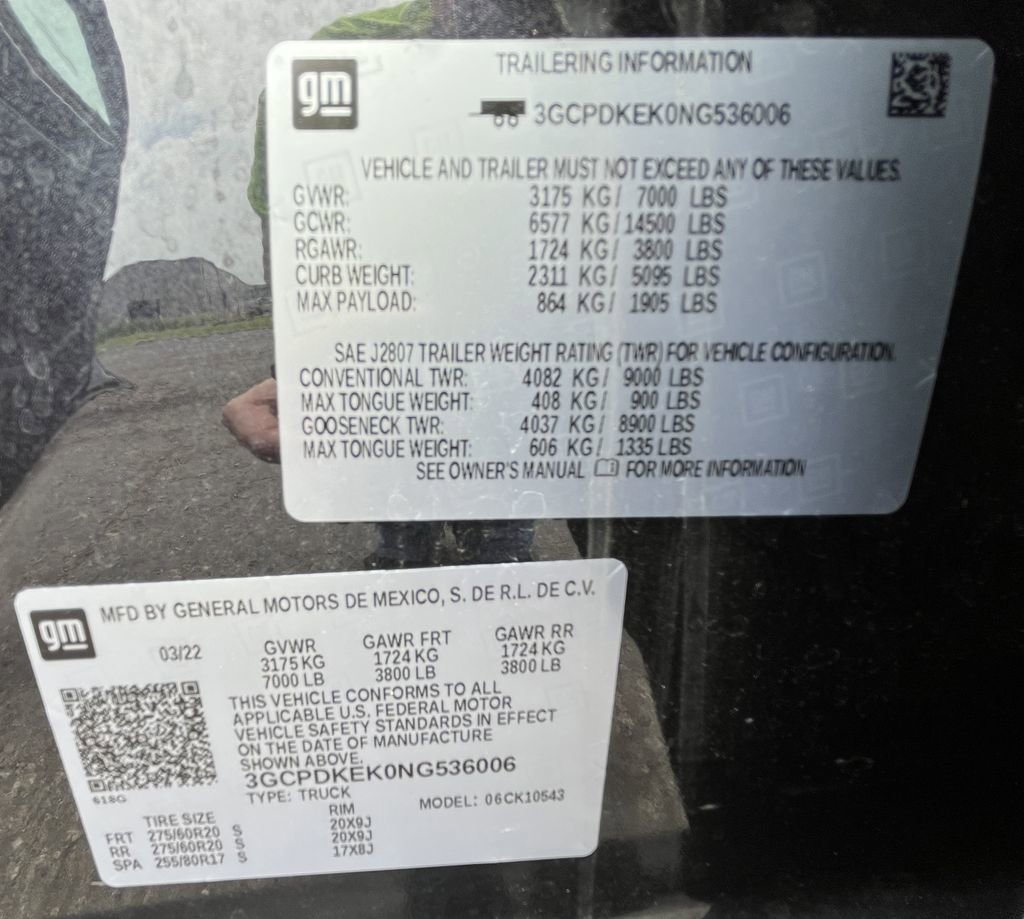 gm
TRAILERING INFORMATION
3GCPDKEK0NG536006
VEHICLE AND TRAILER MUST NOT EXCEED ANY OF THESE VALUES.
GVWR: 3175 KG/ 7000 LBS
GCWR: 6577 KG/ 14500 LBS
RGAWR: 1724 KG/ 3800 LBS
CURB WEIGHT: 2311 KG/ 5095 LBS
MAX PAYLOAD: 864 KG/ 1905 LBS
SAE J2807 TRAILER WEIGHT RATING (TWR) FOR VEHICLE CONFIGURATION.
CONVENTIONAL TWR: 4082 KG/ 9000 LBS
MAX TONGUE WEIGHT: 408 KG/ 900 LBS
GOOSENECK TWR: 4037 KG/ 8900 LBS
MAX TONGUE WEIGHT: 606 KG/ 1335 LBS
SEE OWNER'S MANUAL FOR MORE INFORMATION
gm
MFD BY GENERAL MOTORS DE MEXICO, S. DE R.L. DE C.V.
03/22 GVWR GAWR FRT GAWR RR
3175 KG 1724 KG 1724 KG
7000 LB 3800 LB 3800 LB
THIS VEHICLE CONFORMS TO ALL
APPLICABLE U.S. FEDERAL MOTOR
VEHICLE SAFETY STANDARDS IN EFFECT
ON THE DATE OF MANUFACTURE
SHOWN ABOVE.
3GCPDKEK0NG536006
618G
TYPE: TRUCK MODEL: 06CK10543
TIRE SIZE RIM
FRT 275/60R20 S 20X9J
RR 275/60R20 S 20X9J
SPA 255/80R17 S 17X8J